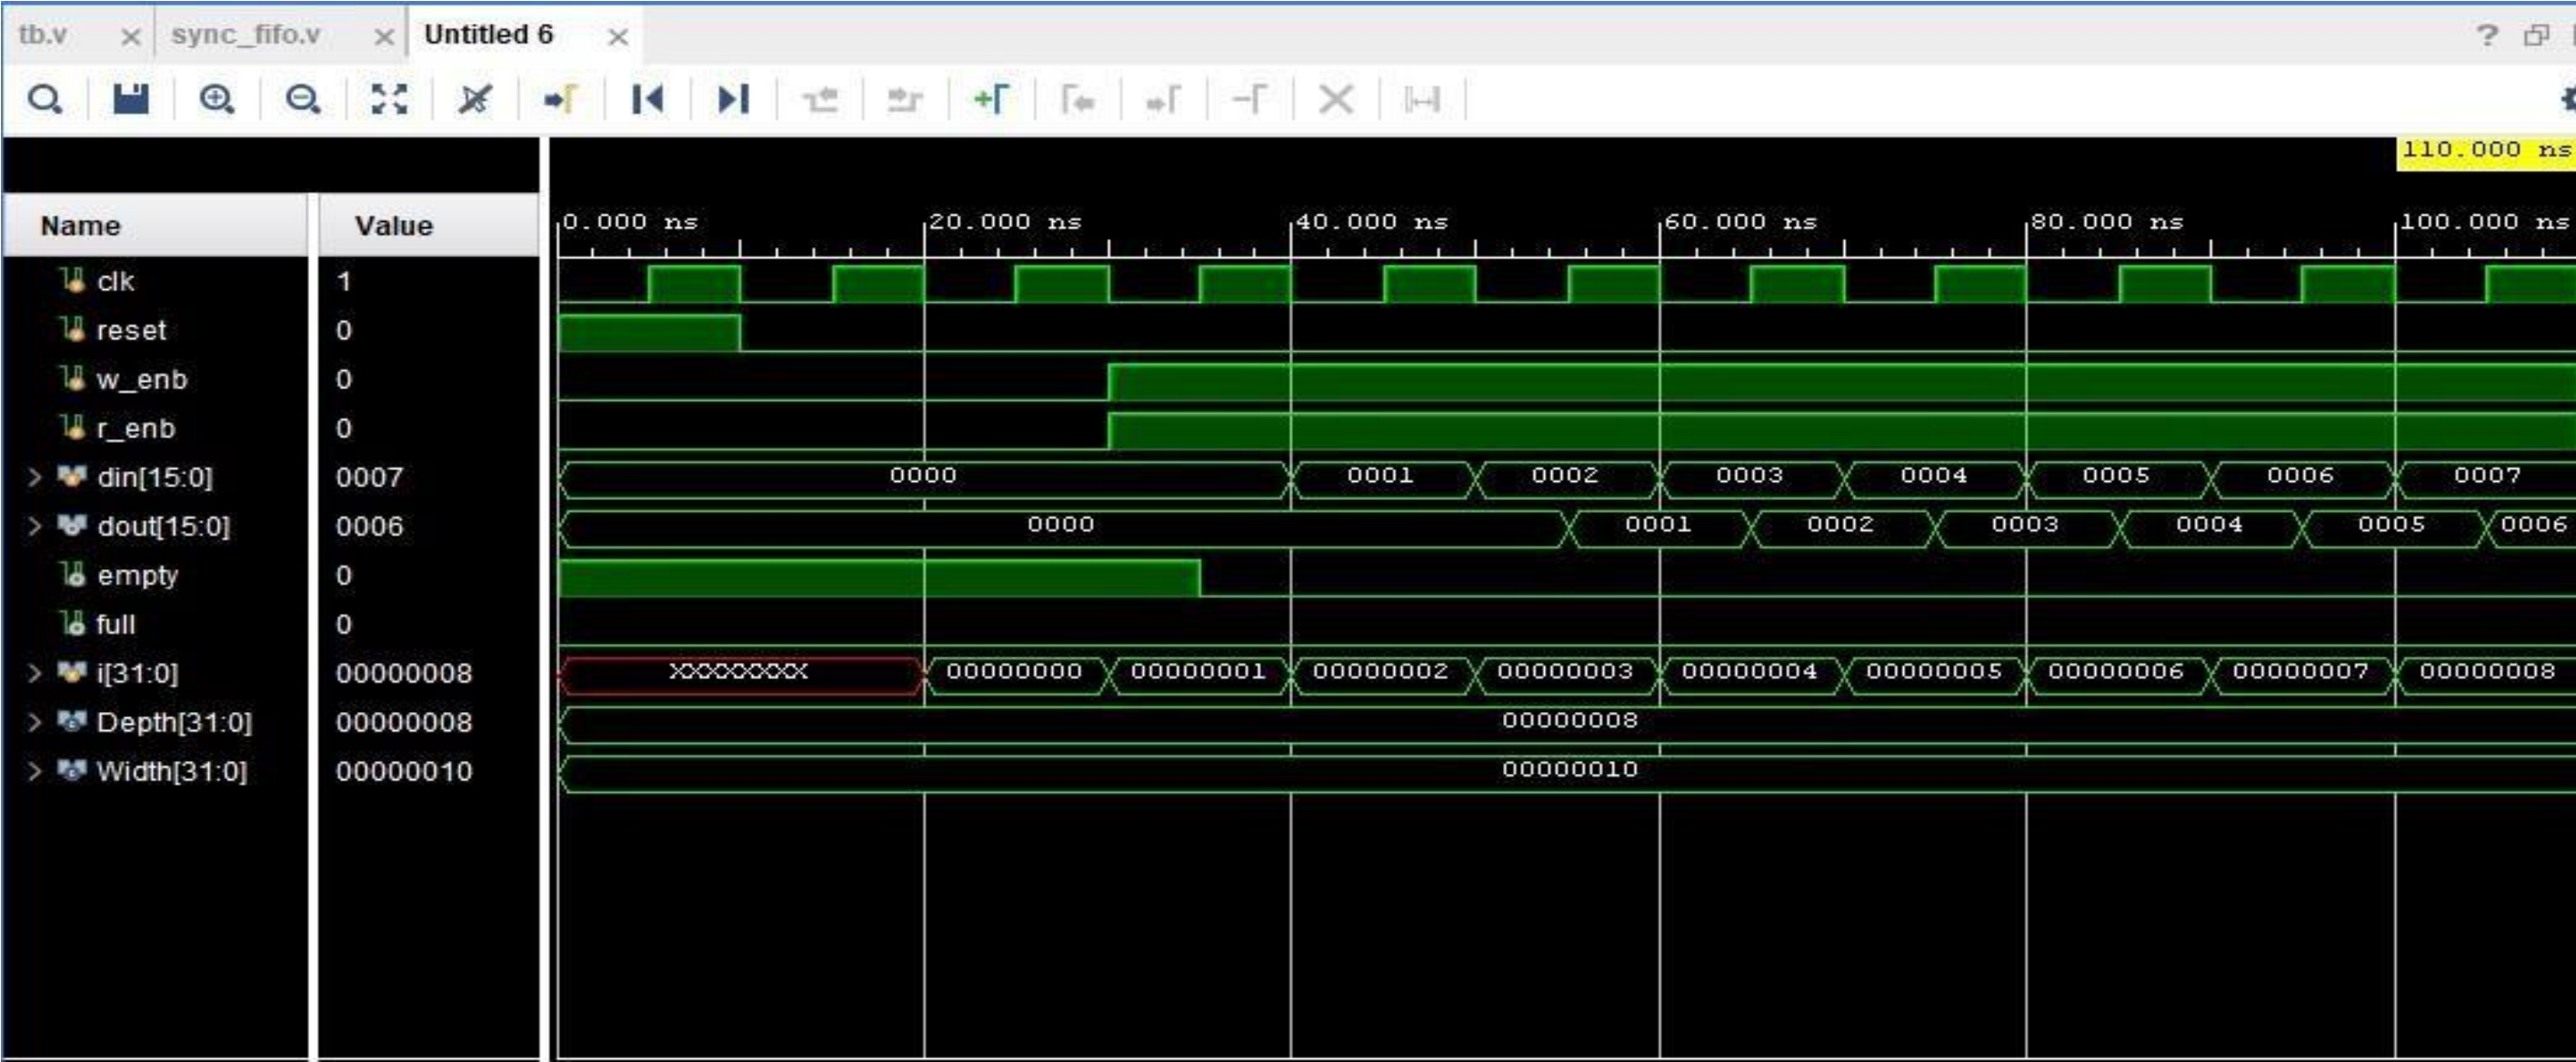 tb.v × sync_fifo.v × Untitled 6 × ?
110.000 ns
Name Value 0.000 ns 20.000 ns 40.000 ns 60.000 ns 80.000 ns 100.000 ns
clk 1
reset 0
w_enb 0
r_enb 0
din[15:0] 0007 0000 0001 0002 0003 0004 0005 0006 0007
dout[15:0] 0006 0000 0001 0002 0003 0004 0005 0006
empty 0
full 0
i[31:0] 00000008 XXXXXXXX 00000000 00000001 00000002 00000003 00000004 00000005 00000006 00000007 00000008
Depth[31:0] 00000008 00000008
Width[31:0] 00000010 00000010